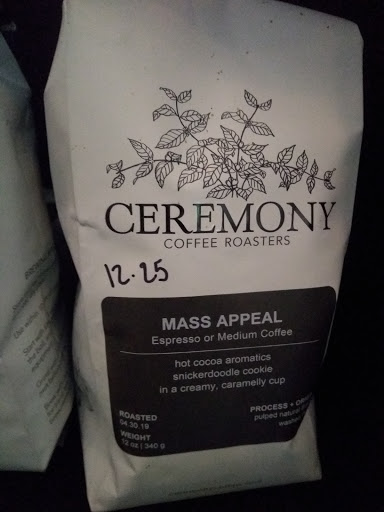 CEREMONY
COFFEE ROASTERS
12.25
MASS APPEAL
Espresso or Medium Coffee
hot cocoa aromatics
snickerdoodle cookie
in a creamy, caramelly cup
ROASTED
04.30.19
WEIGHT
12 oz | 340 g
PROCESS +
pulped natural